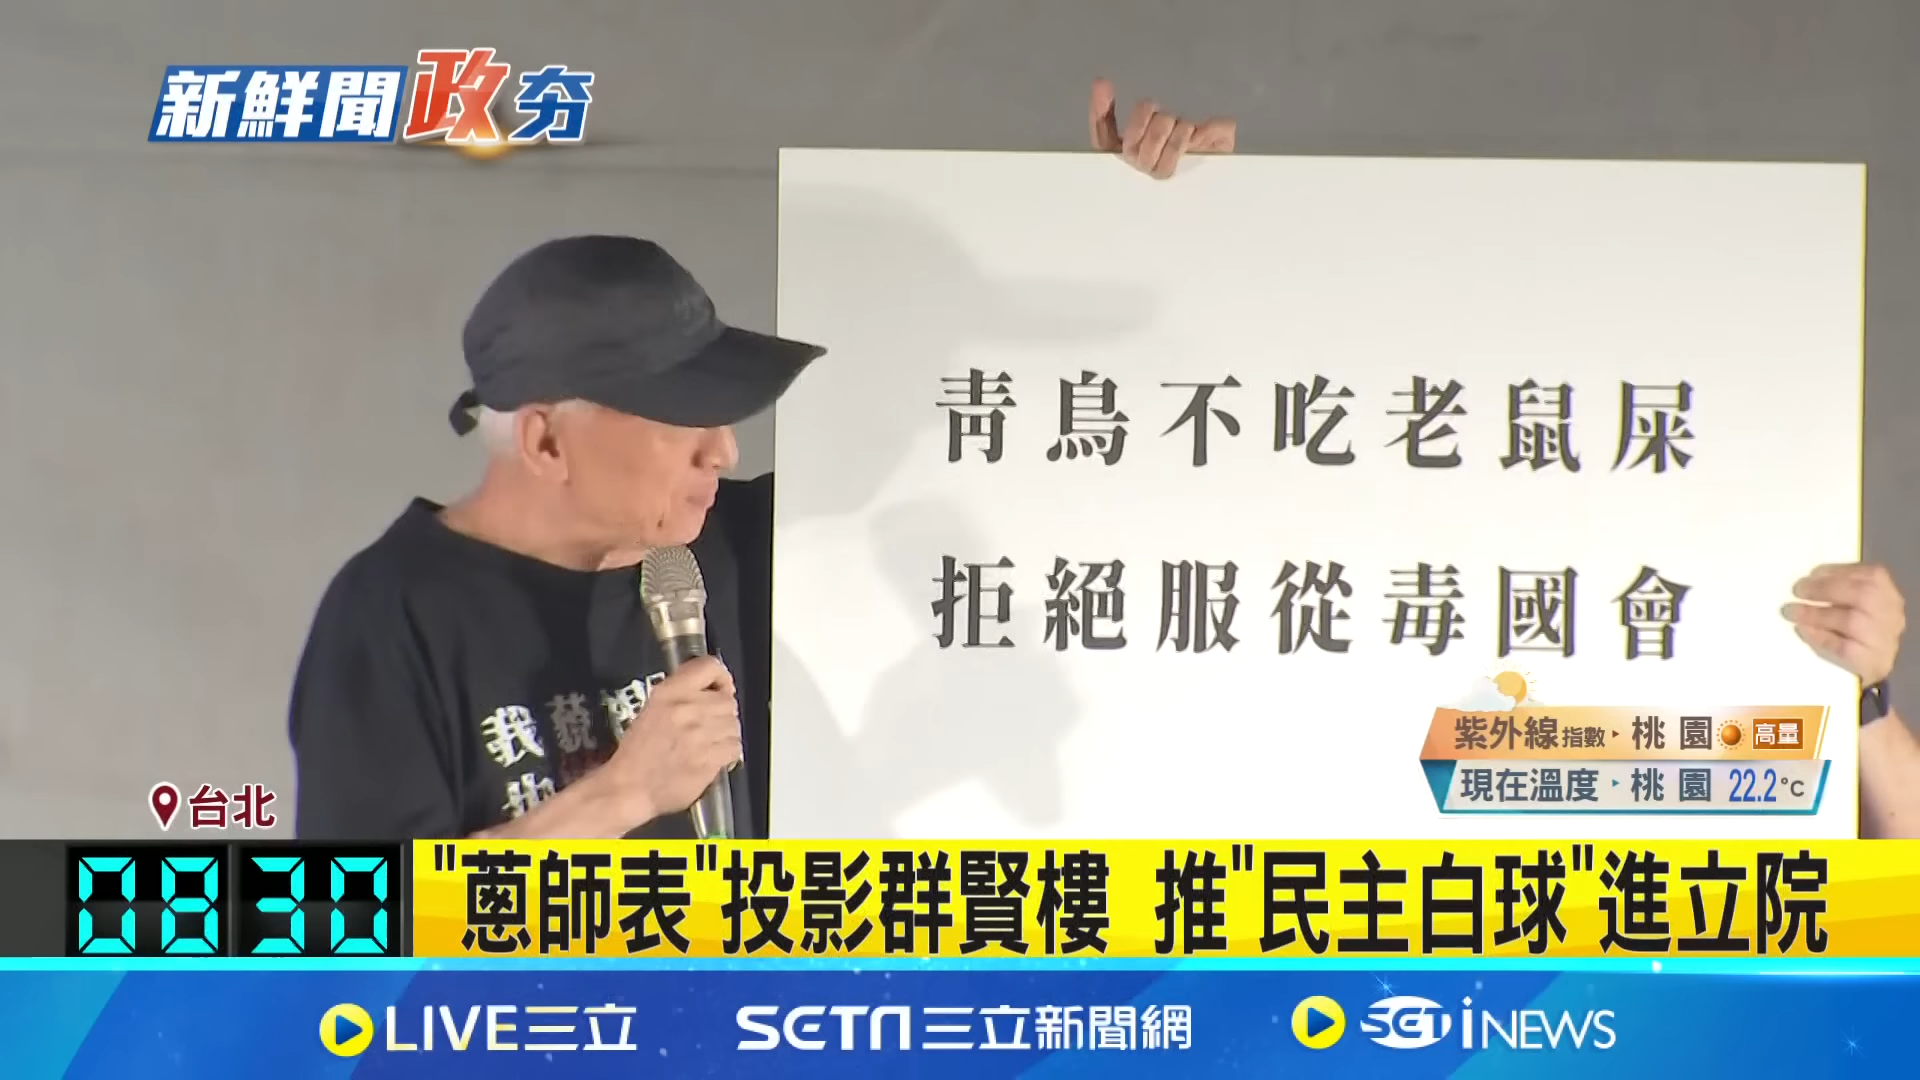 新鮮聞政夯
青鳥不吃老鼠屎
拒絕服從毒國會
我藐
紫外線指數 桃園 高量
現在溫度 桃園 22.2°C
台北
0830
"蔥師表"投影群賢樓 推"民主白球"進立院
LIVE三立
SETN三立新聞網
SET iNEWS